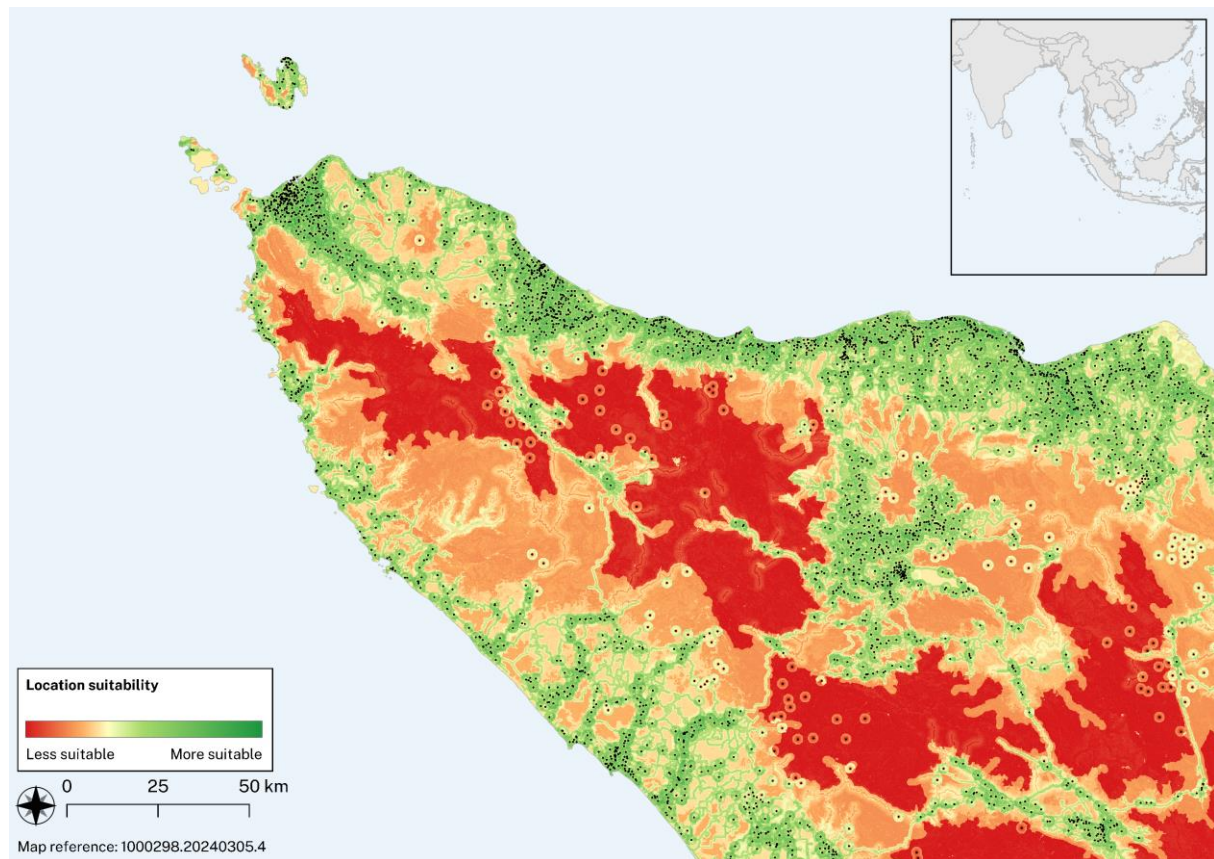 Location suitability
Less suitable More suitable
0 25 50 km
Map reference: 1000298.20240305.4